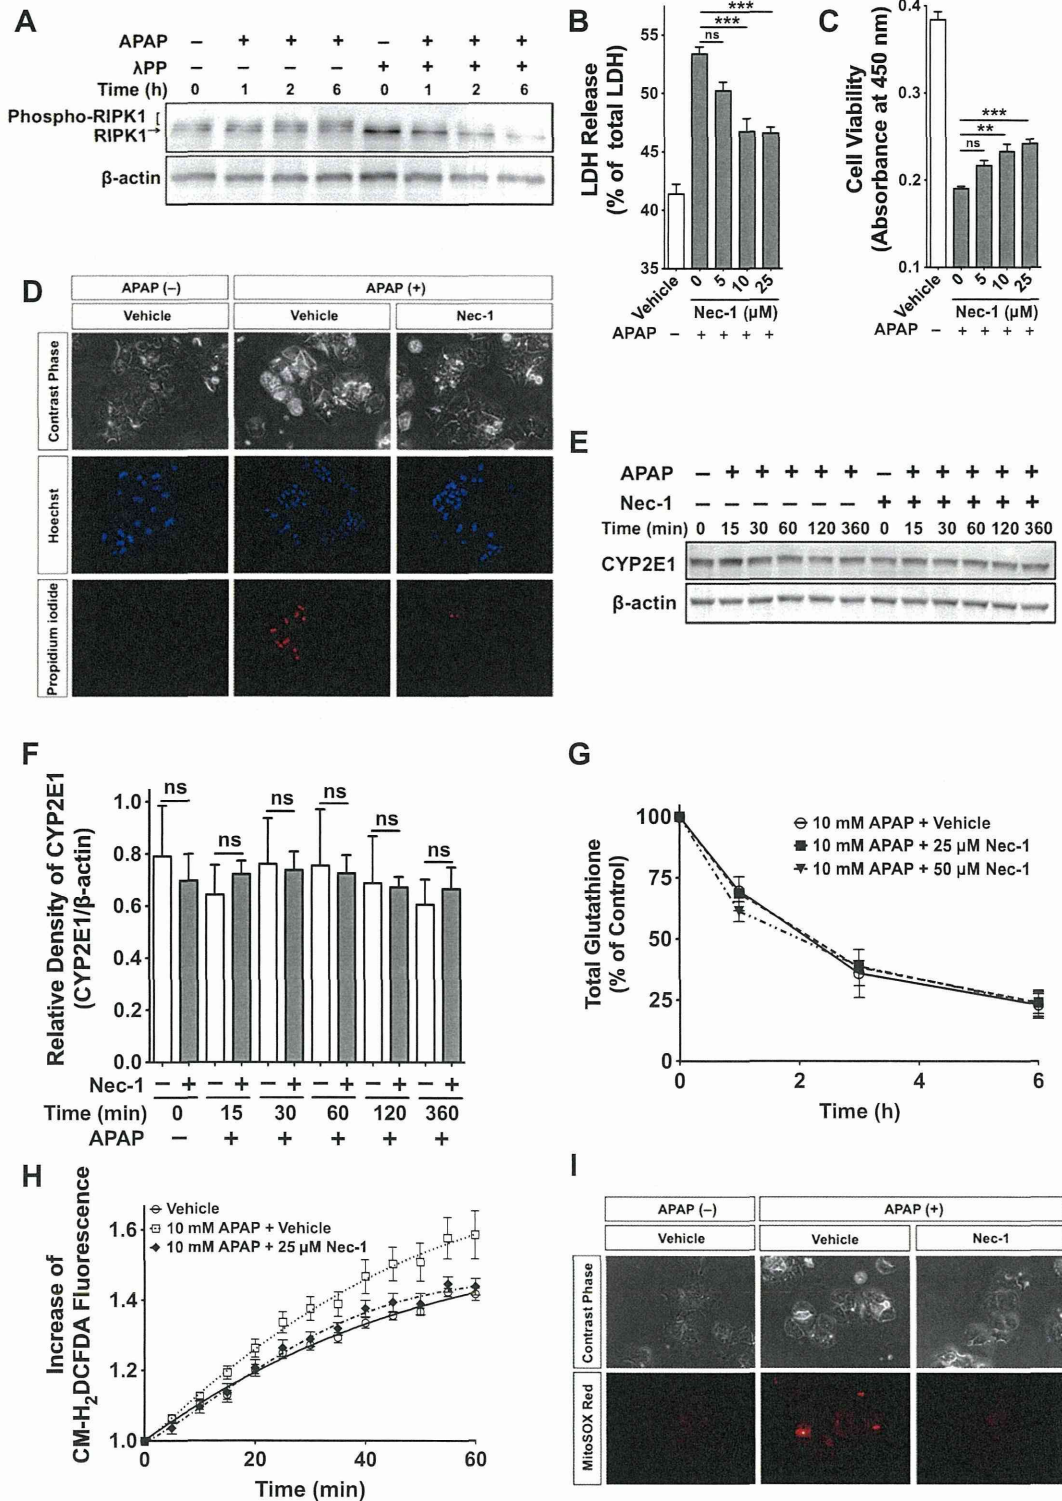 A
APAP – + + + – + + +
λPP – – – – + + + +
Time (h) 0 1 2 6 0 1 2 6
Phospho-RIPK1 [
RIPK1→
β-actin
B
LDH Release
(% of total LDH)
55
50
45
40
35
***
***
ns
Vehicle 0 5 10 25
Nec-1 (µM)
APAP – + + + +
C
Cell Viability
(Absorbance at 450 nm)
0.4
0.3
0.2
0.1
***
**
ns
Vehicle 0 5 10 25
Nec-1 (µM)
APAP – + + + +
D
APAP (–) APAP (+)
Vehicle Vehicle Nec-1
Contrast Phase
Hoechst
Propidium iodide
E
APAP – + + + + + – + + + + +
Nec-1 – – – – – – + + + + + +
Time (min) 0 15 30 60 120 360 0 15 30 60 120 360
CYP2E1
β-actin
F
Relative Density of CYP2E1
(CYP2E1/β-actin)
1.0
0.8
0.6
0.4
0.2
0.0
ns ns ns ns ns ns
Nec-1 – + – + – + – + – + – +
Time (min) 0 15 30 60 120 360
APAP – + + + + +
G
Total Glutathione
(% of Control)
100
75
50
25
0
10 mM APAP + Vehicle
10 mM APAP + 25 µM Nec-1
10 mM APAP + 50 µM Nec-1
0 2 4 6
Time (h)
H
Increase of
CM-H₂DCFDA Fluorescence
1.6
1.4
1.2
1.0
Vehicle
10 mM APAP + Vehicle
10 mM APAP + 25 µM Nec-1
0 20 40 60
Time (min)
I
APAP (–) APAP (+)
Vehicle Vehicle Nec-1
Contrast Phase
MitoSOX Red